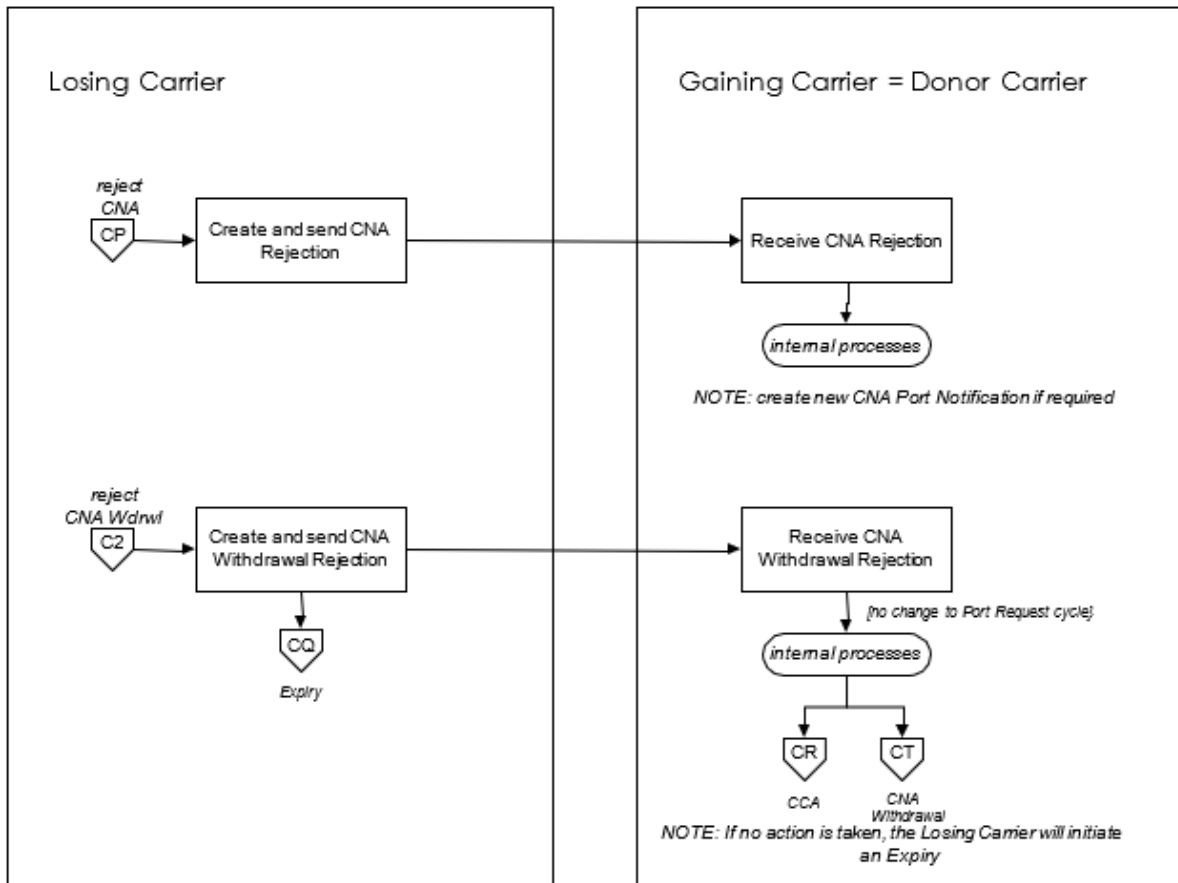 Losing Carrier
Gaining Carrier = Donor Carrier
reject
CNA
CP
Create and send CNA
Rejection
Receive CNA Rejection
internal processes
NOTE: create new CNA Port Notification if required
reject
CNA Wdrwl
C2
Create and send CNA
Withdrawal Rejection
Receive CNA
Withdrawal Rejection
[no change to Port Request cycle}
CQ
Expiry
internal processes
CR
CT
CCA
CNA
Withdrawal
NOTE: If no action is taken, the Losing Carrier will initiate
an Expiry